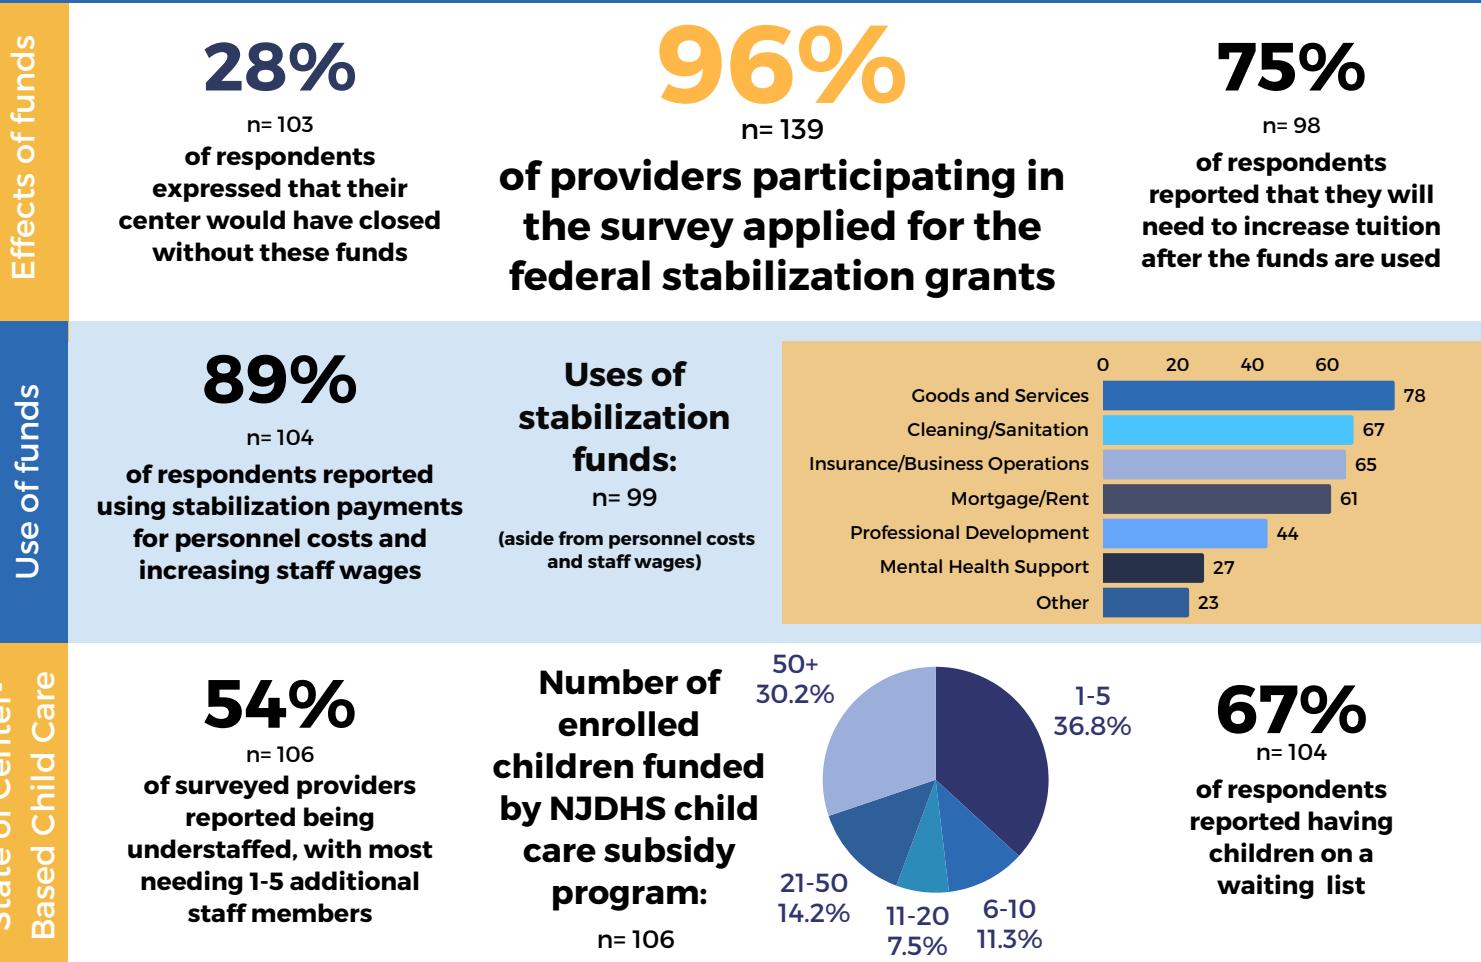 Effects of funds
28%
n= 103
of respondents
expressed that their
center would have closed
without these funds
96%
n= 139
of providers participating in
the survey applied for the
federal stabilization grants
75%
n= 98
of respondents
reported that they will
need to increase tuition
after the funds are used
Use of funds
89%
n= 104
of respondents reported
using stabilization payments
for personnel costs and
increasing staff wages
Uses of
stabilization
funds:
n= 99
(aside from personnel costs
and staff wages)
0 20 40 60
Goods and Services 78
Cleaning/Sanitation 67
Insurance/Business Operations 65
Mortgage/Rent 61
Professional Development 44
Mental Health Support 27
Other 23
State of Center-
Based Child Care
54%
n= 106
of surveyed providers
reported being
understaffed, with most
needing 1-5 additional
staff members
Number of
enrolled
children funded
by NJDHS child
care subsidy
program:
n= 106
50+
30.2%
1-5
36.8%
21-50
14.2%
11-20
7.5%
6-10
11.3%
67%
n= 104
of respondents
reported having
children on a
waiting list